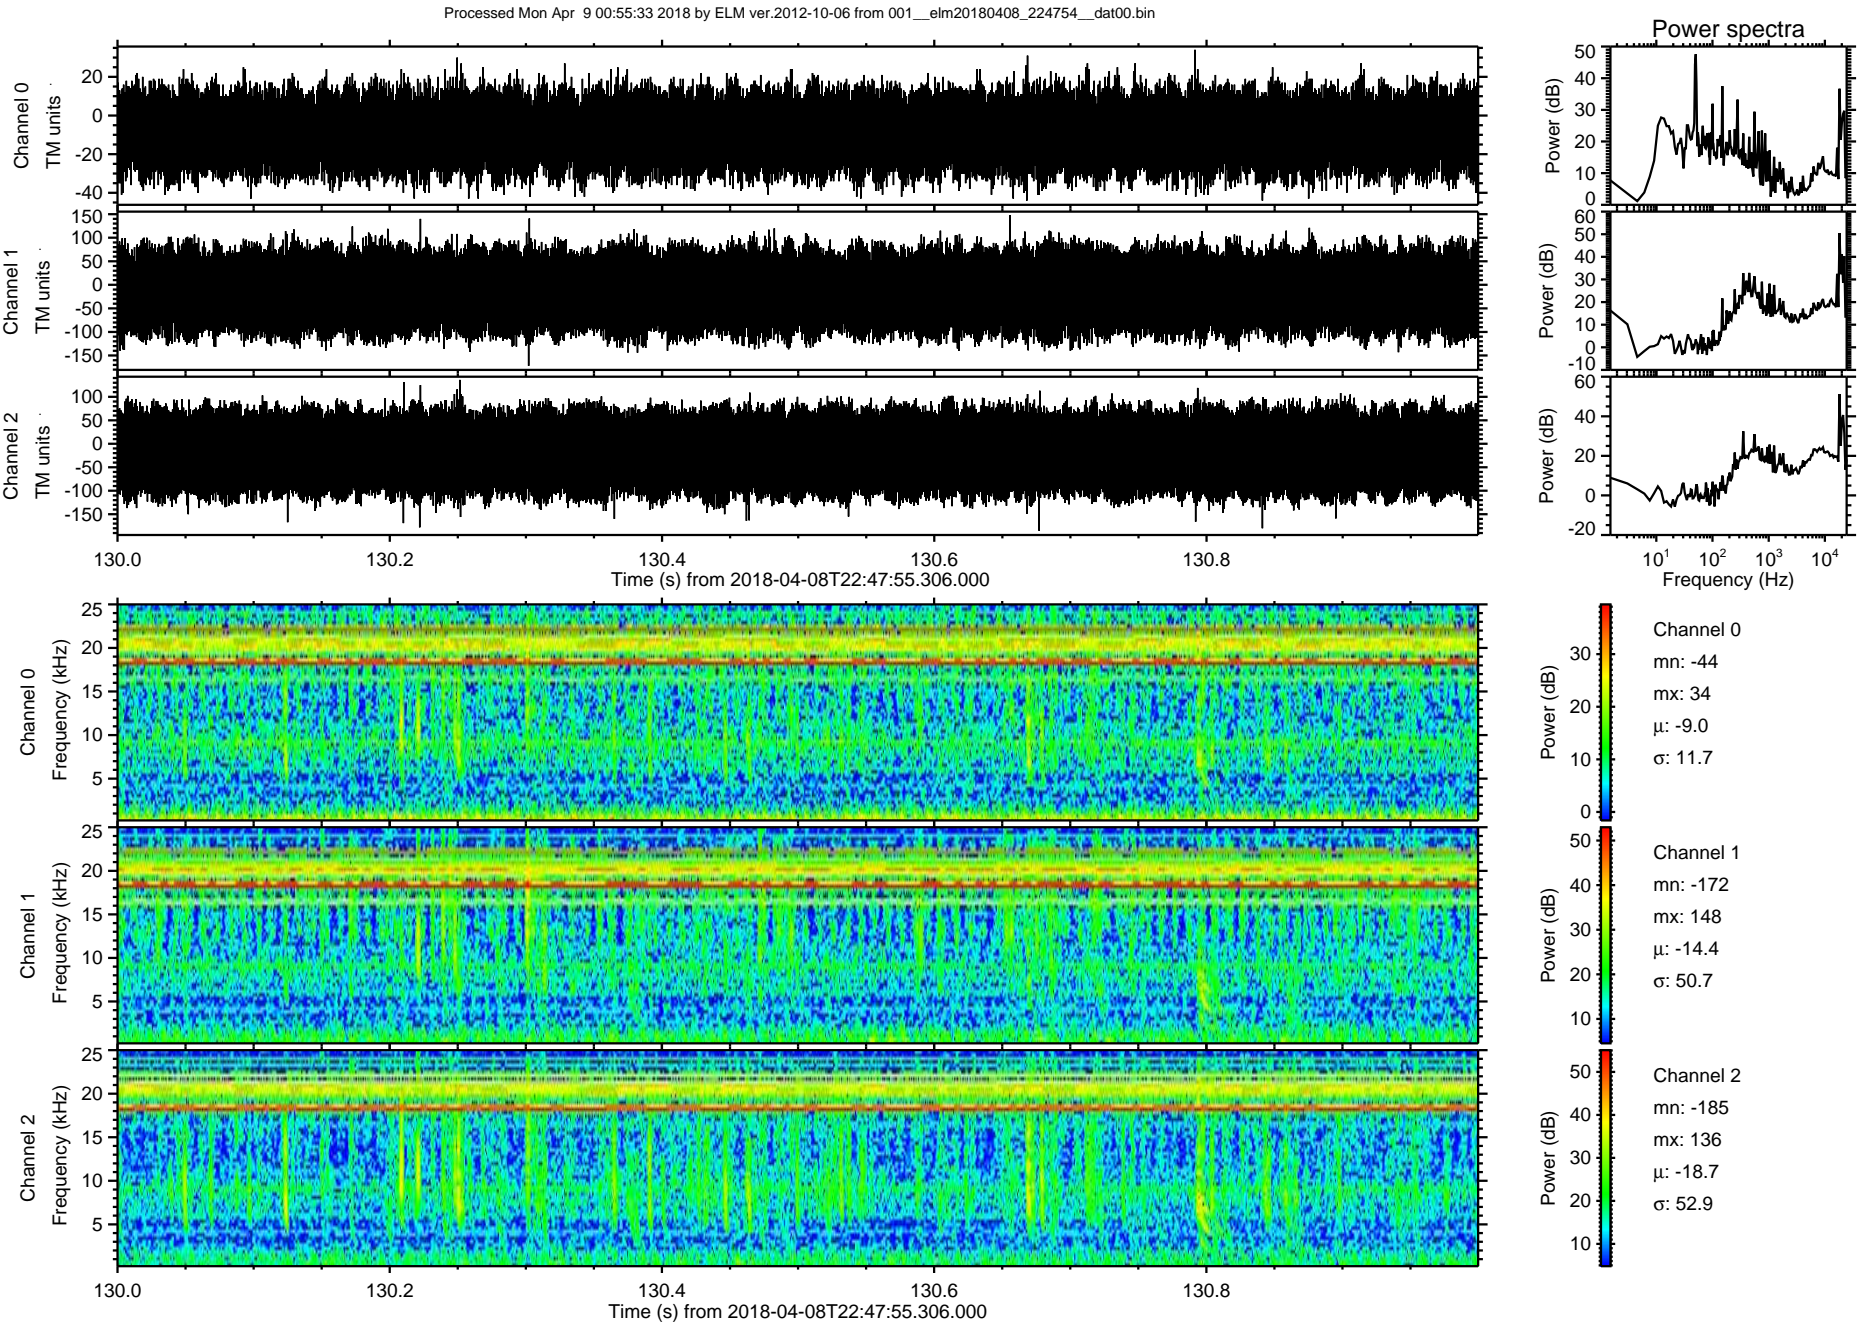 Processed Mon Apr  9 00:55:33 2018 by ELM ver.2012-10-06 from 001__elm20180408_224754__dat00.bin
Power spectra
Channel 0
TM units
20
0
-20
-40
Power (dB)
50
40
30
20
10
0
Channel 1
TM units
150
100
50
0
-50
-100
-150
Power (dB)
60
50
40
30
20
10
0
-10
Channel 2
TM units
100
50
0
-50
-100
-150
Power (dB)
60
40
20
0
-20
130.0 130.2 130.4 130.6 130.8
Time (s) from 2018-04-08T22:47:55.306.000
10^1 10^2 10^3 10^4
Frequency (Hz)
Channel 0
Frequency (kHz)
25
20
15
10
5
Power (dB)
30
20
10
0
Channel 0
mn: -44
mx: 34
μ: -9.0
σ: 11.7
Channel 1
Frequency (kHz)
25
20
15
10
5
Power (dB)
50
40
30
20
10
Channel 1
mn: -172
mx: 148
μ: -14.4
σ: 50.7
Channel 2
Frequency (kHz)
25
20
15
10
5
Power (dB)
50
40
30
20
10
Channel 2
mn: -185
mx: 136
μ: -18.7
σ: 52.9
130.0 130.2 130.4 130.6 130.8
Time (s) from 2018-04-08T22:47:55.306.000